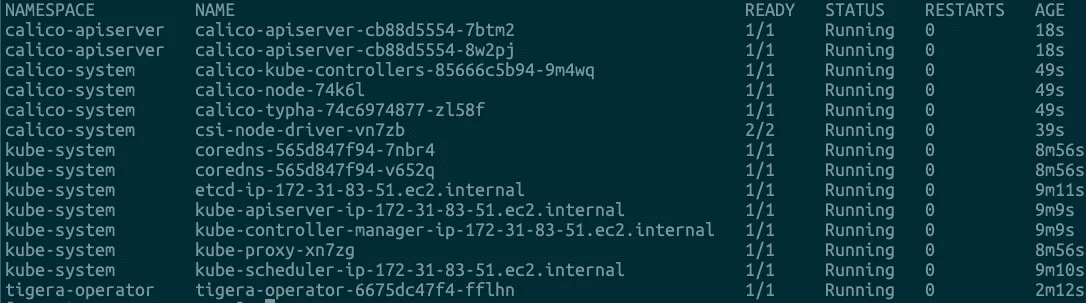 NAMESPACE NAME READY STATUS RESTARTS AGE
calico-apiserver calico-apiserver-cb88d5554-7btm2 1/1 Running 0 18s
calico-apiserver calico-apiserver-cb88d5554-8w2pj 1/1 Running 0 18s
calico-system calico-kube-controllers-85666c5b94-9m4wq 1/1 Running 0 49s
calico-system calico-node-74k6l 1/1 Running 0 49s
calico-system calico-typha-74c6974877-zl58f 1/1 Running 0 49s
calico-system csi-node-driver-vn7zb 2/2 Running 0 39s
kube-system coredns-565d847f94-7nbr4 1/1 Running 0 8m56s
kube-system coredns-565d847f94-v652q 1/1 Running 0 8m56s
kube-system etcd-ip-172-31-83-51.ec2.internal 1/1 Running 0 9m11s
kube-system kube-apiserver-ip-172-31-83-51.ec2.internal 1/1 Running 0 9m9s
kube-system kube-controller-manager-ip-172-31-83-51.ec2.internal 1/1 Running 0 9m9s
kube-system kube-proxy-xn7zg 1/1 Running 0 8m56s
kube-system kube-scheduler-ip-172-31-83-51.ec2.internal 1/1 Running 0 9m10s
tigera-operator tigera-operator-6675dc47f4-fflhn 1/1 Running 0 2m12s